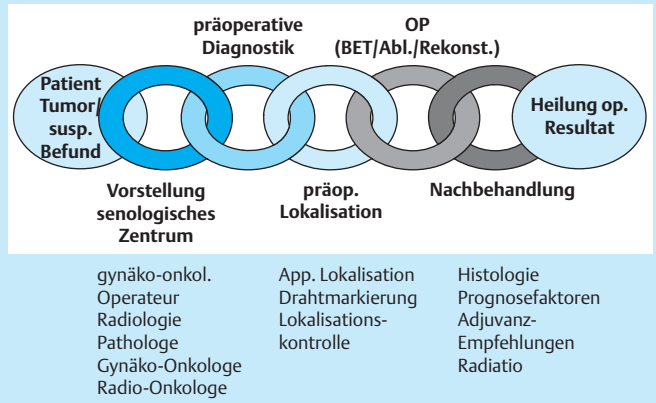 präoperative
Diagnostik
OP
(BET/Abl./Rekonst.)
Patient
Tumor/
susp.
Befund
Heilung op.
Resultat
Vorstellung
senologisches
Zentrum
präop.
Lokalisation
Nachbehandlung
gynäko-onkol.
Operateur
Radiologie
Pathologe
Gynäko-Onkologe
Radio-Onkologe
App. Lokalisation
Drahtmarkierung
Lokalisations-
kontrolle
Histologie
Prognosefaktoren
Adjuvanz-
Empfehlungen
Radiatio